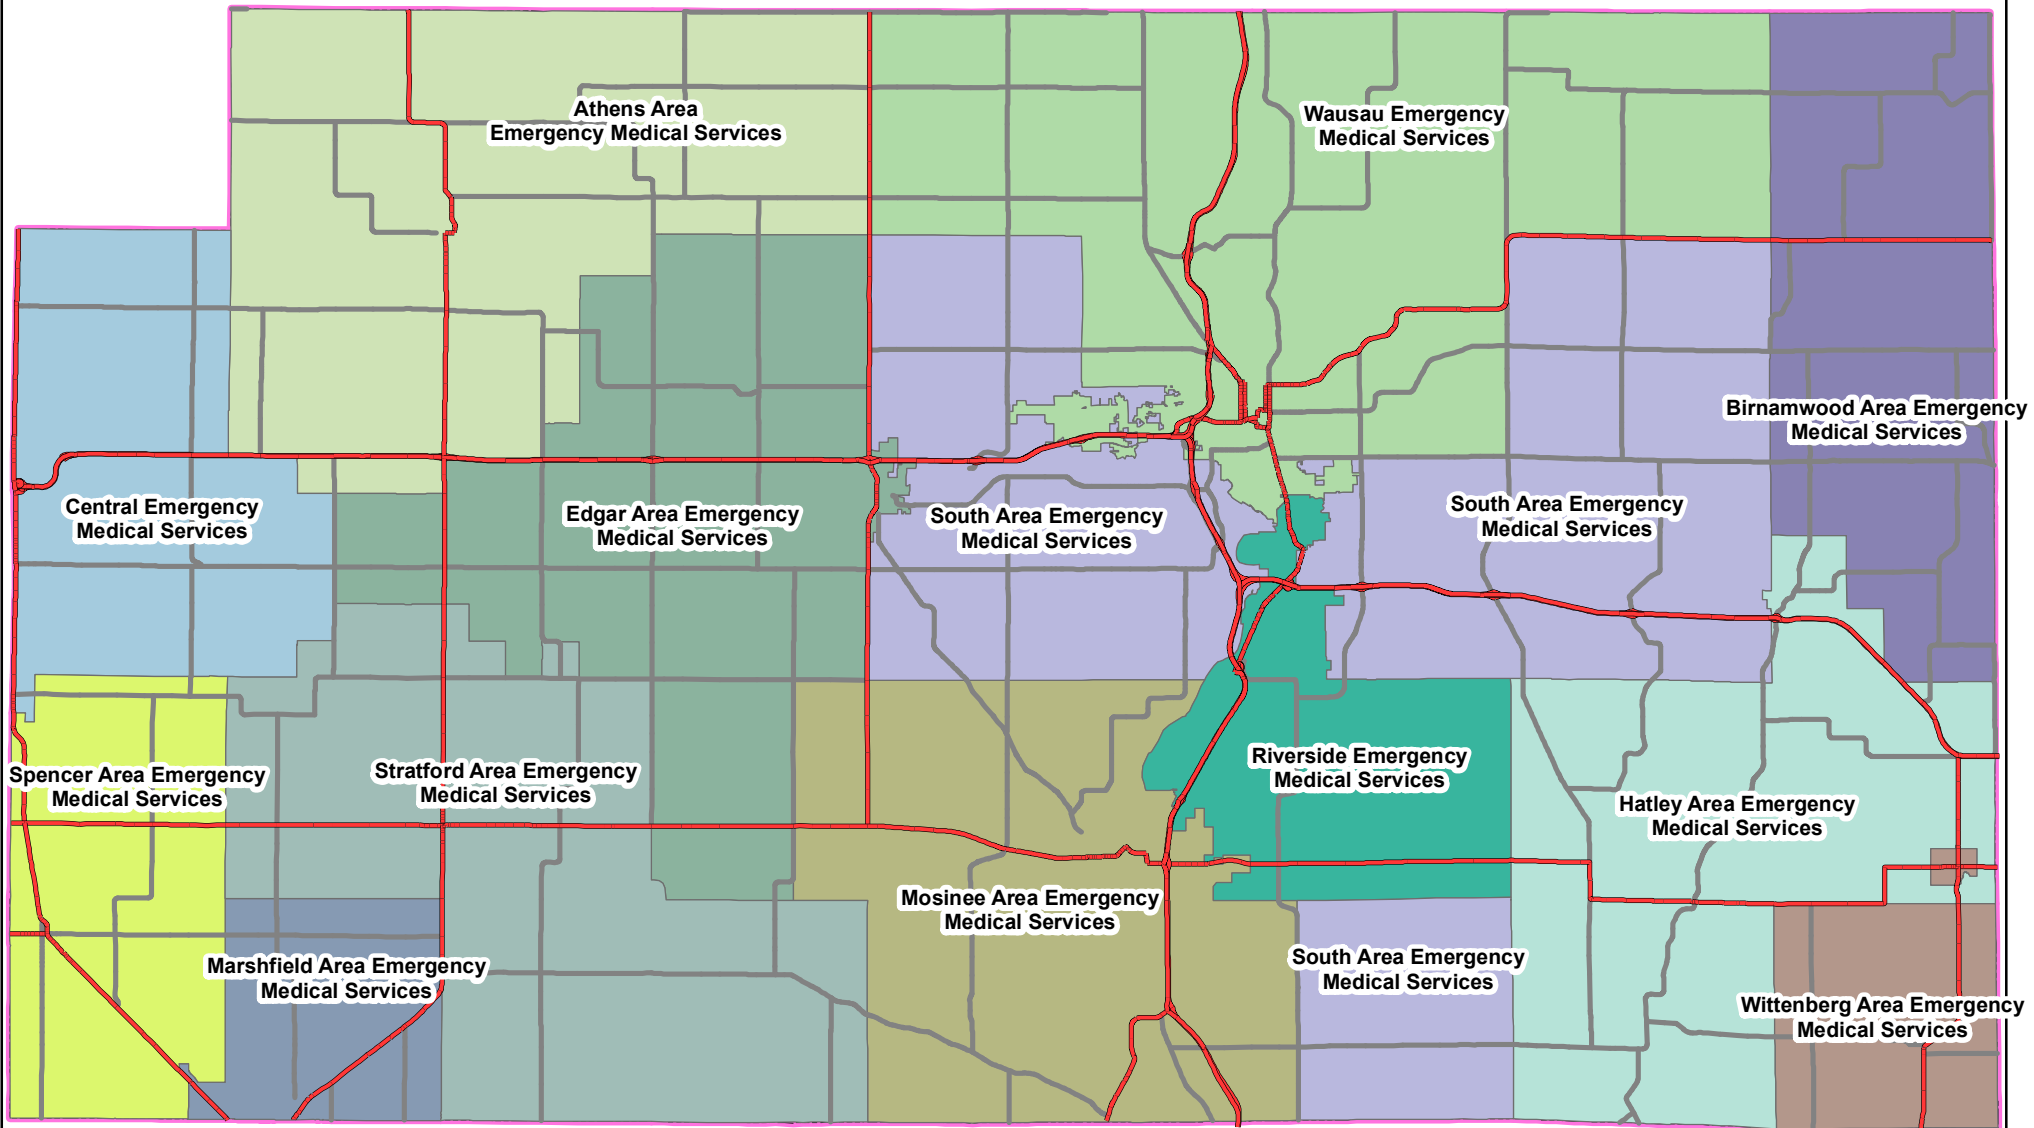 Athens Area
Emergency Medical Services
Wausau Emergency
Medical Services
Birnamwood Area Emergency
Medical Services
Central Emergency
Medical Services
Edgar Area Emergency
Medical Services
South Area Emergency
Medical Services
South Area Emergency
Medical Services
Spencer Area Emergency
Medical Services
Stratford Area Emergency
Medical Services
Riverside Emergency
Medical Services
Hatley Area Emergency
Medical Services
Mosinee Area Emergency
Medical Services
Marshfield Area Emergency
Medical Services
South Area Emergency
Medical Services
Wittenberg Area Emergency
Medical Services